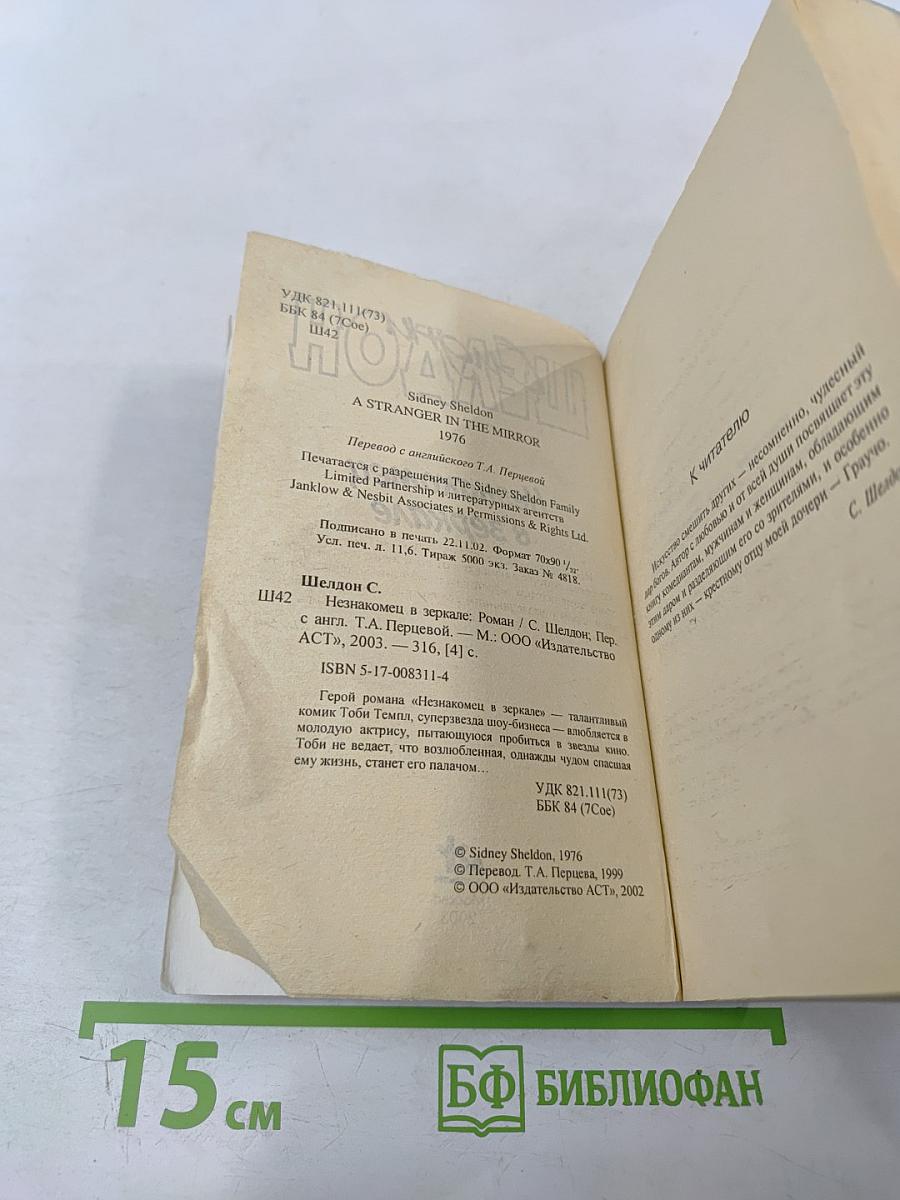 УДК 821.111(73)
ББК 84 (7Сое)
Ш42
Sidney Sheldon
A STRANGER IN THE MIRROR
1976
Перевод с английского Т.А. Перцевой
Печатается с разрешения The Sidney Sheldon Family
Limited Partnership и литературных агентств
Janklow & Nesbit Associates и Permissions & Rights Ltd.
Подписано в печать 22.11.02. Формат 70х90 1/32.
Усл. печ. л. 11,6. Тираж 5000 экз. Заказ № 4818.
Шелдон С.
Ш42 Незнакомец в зеркале: Роман / С. Шелдон; Пер.
с англ. Т.А. Перцевой. — М.: ООО «Издательство
АСТ», 2003. — 316, [4] с.
ISBN 5-17-008311-4
Герой романа «Незнакомец в зеркале» — талантливый
комик Тоби Темпл, суперзвезда шоу-бизнеса — влюбляется в
молодую актрису, пытающуюся пробиться в звезды кино.
Тоби не ведает, что возлюбленная, однажды чудом спасшая
ему жизнь, станет его палачом...
УДК 821.111(73)
ББК 84 (7Сое)
© Sidney Sheldon, 1976
© Перевод. Т.А. Перцева, 1999
© ООО «Издательство АСТ», 2002
К читателю
Искусство смешить других — несомненно, чудесный
дар богов. Автор с любовью и от всей души посвящает эту
книгу комедиантам, мужчинам и женщинам, обладающим
этим даром и разделяющим его со зрителями, и особенно
одному из них — крестному отцу моей дочери — Граучо.
С. Шелдо
15 см
БФ БИБЛИОФАН